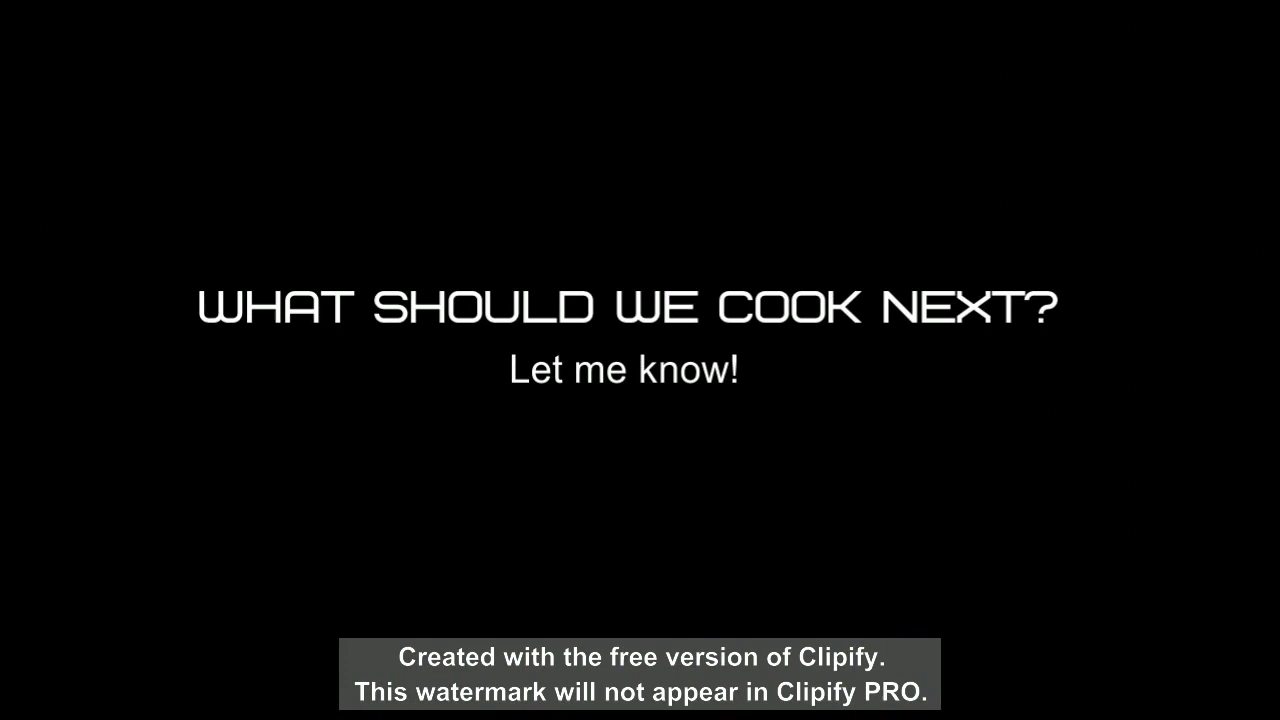 WHAT SHOULD WE COOK NEXT?
Let me know!
Created with the free version of Clipify.
This watermark will not appear in Clipify PRO.